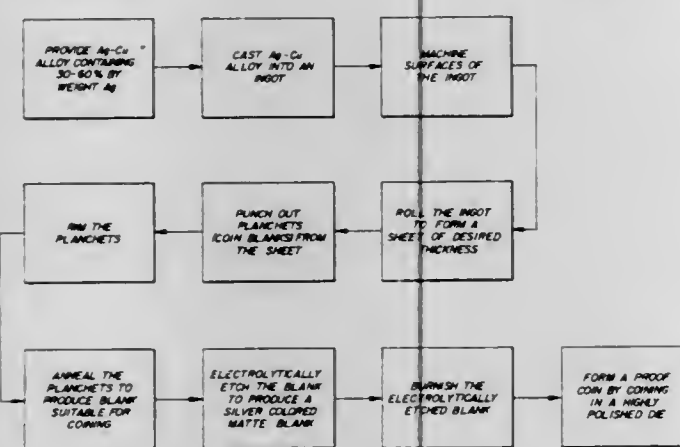 PROVIDE Ag-Cu
ALLOY CONTAINING
30-60% BY
WEIGHT Ag
CAST Ag-Cu
ALLOY INTO AN
INGOT
MACHINE
SURFACES OF
THE INGOT
ROLL THE INGOT
TO FORM A
SHEET OF DESIRED
THICKNESS
PUNCH OUT
PLANCHETS
(COIN BLANKS) FROM
THE SHEET
RIM THE
PLANCHETS
ANNEAL THE
PLANCHETS TO
PRODUCE BLANK
SUITABLE FOR
COINING
ELECTROLYTICALLY
ETCH THE BLANK
TO PRODUCE A
SILVER COLORED
MATTE BLANK
BURNISH THE
ELECTROLYTICALLY
ETCHED BLANK
FORM A PROOF
COIN BY COINING
IN A HIGHLY
POLISHED DIE